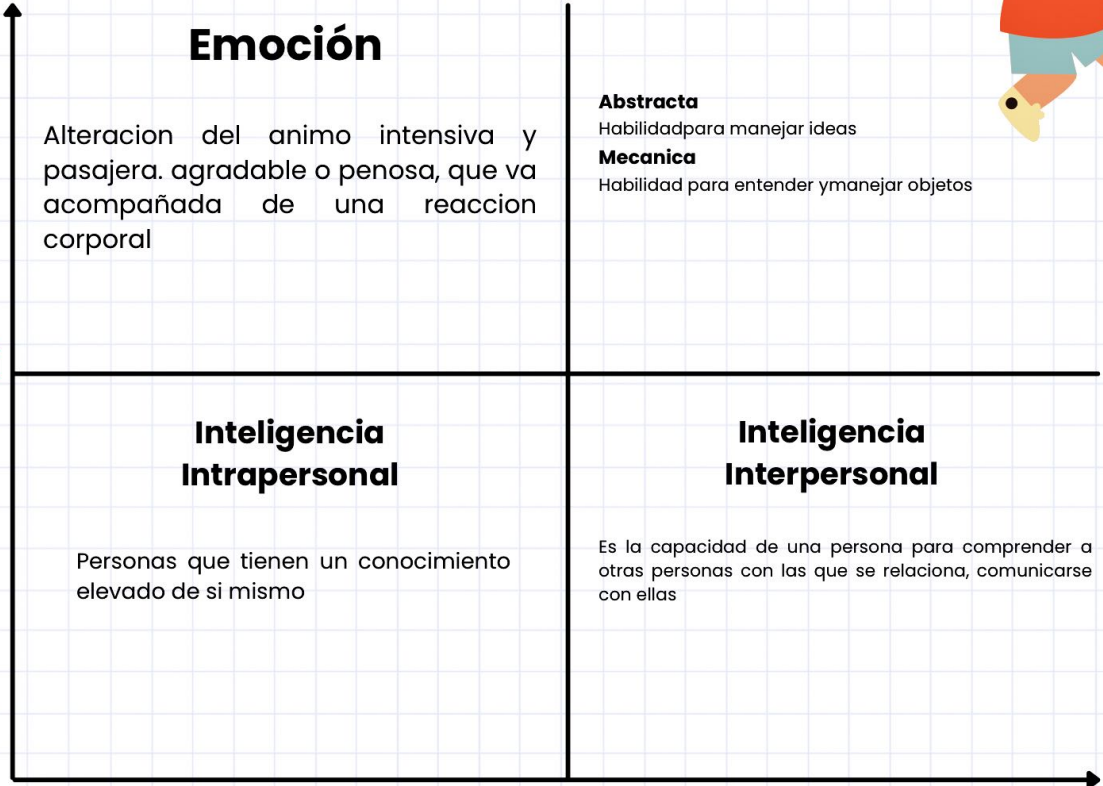 Emoción
Alteracion del animo intensiva y
pasajera. agradable o penosa, que va
acompañada de una reaccion
corporal
Abstracta
Habilidadpara manejar ideas
Mecanica
Habilidad para entender ymanejar objetos
Inteligencia
Intrapersonal
Personas que tienen un conocimiento
elevado de si mismo
Inteligencia
Interpersonal
Es la capacidad de una persona para comprender a
otras personas con las que se relaciona, comunicarse
con ellas